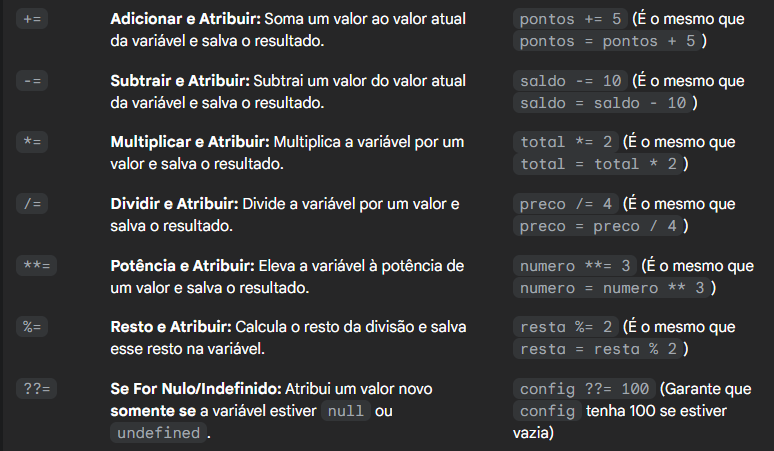 += Adicionar e Atribuir: Soma um valor ao valor atual pontos += 5 (É o mesmo que
da variável e salva o resultado. pontos = pontos + 5)
-= Subtrair e Atribuir: Subtrai um valor do valor atual saldo -= 10 (É o mesmo que
da variável e salva o resultado. saldo = saldo - 10)
*= Multiplicar e Atribuir: Multiplica a variável por um total *= 2 (É o mesmo que
valor e salva o resultado. total = total * 2)
/= Dividir e Atribuir: Divide a variável por um valor e preco /= 4 (É o mesmo que
salva o resultado. preco = preco / 4)
**= Potência e Atribuir: Eleva a variável à potência de numero **= 3 (É o mesmo que
um valor e salva o resultado. numero = numero ** 3)
%= Resto e Atribuir: Calcula o resto da divisão e salva resta %= 2 (É o mesmo que
esse resto na variável. resta = resta % 2)
??= Se For Nulo/Indefinido: Atribui um valor novo config ??= 100 (Garante que
somente se a variável estiver null ou config tenha 100 se estiver
undefined. vazia)